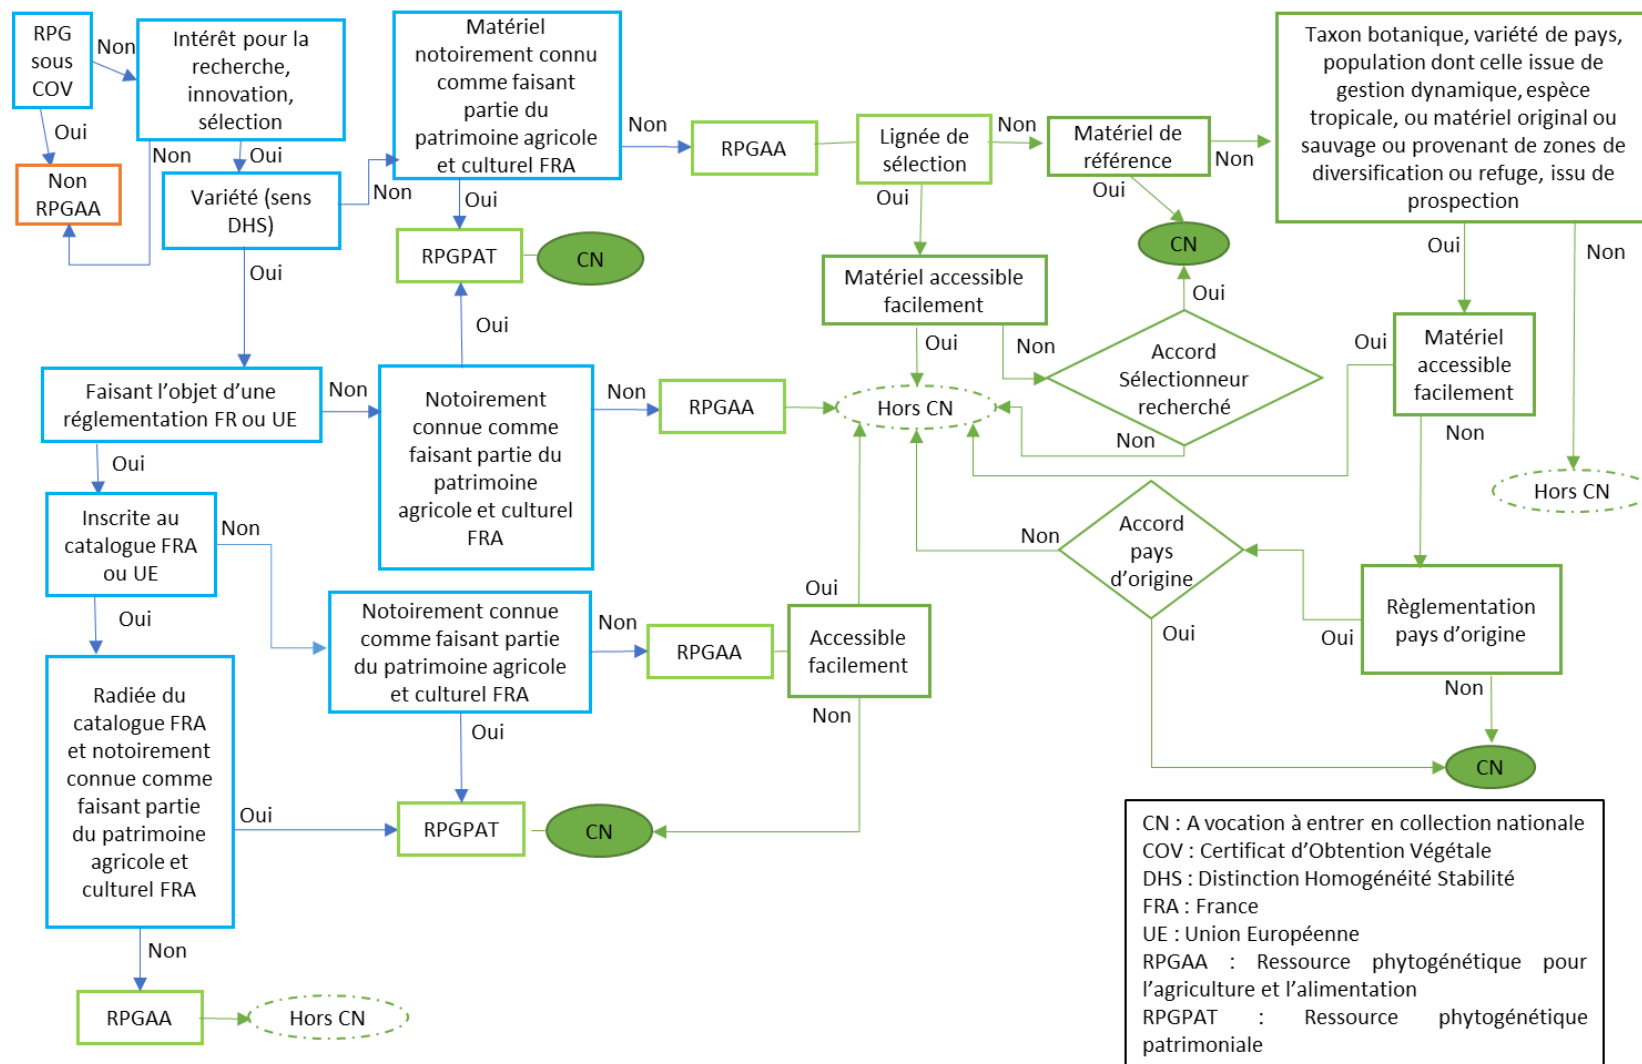 RPG
sous
COV
Non
Oui
Non
RPGAA
Intérêt pour la
recherche,
innovation,
sélection
Non
Oui
Variété (sens
DHS)
Non
Oui
Matériel
notoirement connu
comme faisant
partie du
patrimoine agricole
et culturel FRA
Non
Oui
RPGPAT
CN
RPGAA
Lignée de
sélection
Non
Oui
Matériel de
référence
Non
Oui
CN
Taxon botanique, variété de pays,
population dont celle issue de
gestion dynamique, espèce
tropicale, ou matériel original ou
sauvage ou provenant de zones de
diversification ou refuge, issu de
prospection
Oui
Non
Matériel accessible
facilement
Oui
Non
Accord
Sélectionneur
recherché
Oui
Non
Matériel
accessible
facilement
Oui
Non
Hors CN
Faisant l’objet d’une
réglementation FR ou UE
Non
Oui
Notoirement
connue comme
faisant partie du
patrimoine
agricole et culturel
FRA
Oui
Non
RPGAA
Hors CN
Inscrite au
catalogue FRA
ou UE
Non
Oui
Notoirement connue
comme faisant partie
du patrimoine agricole
et culturel FRA
Non
Oui
RPGAA
Accessible
facilement
Oui
Non
Accord
pays
d’origine
Non
Oui
Règlementation
pays d’origine
Oui
Non
CN
Radiée du
catalogue FRA
et notoirement
connue comme
faisant partie
du patrimoine
agricole et
culturel FRA
Oui
Non
RPGPAT
CN
RPGAA
Hors CN
CN : A vocation à entrer en collection nationale
COV : Certificat d’Obtention Végétale
DHS : Distinction Homogénéité Stabilité
FRA : France
UE : Union Européenne
RPGAA : Ressource phytogénétique pour
l’agriculture et l’alimentation
RPGPAT : Ressource phytogénétique
patrimoniale